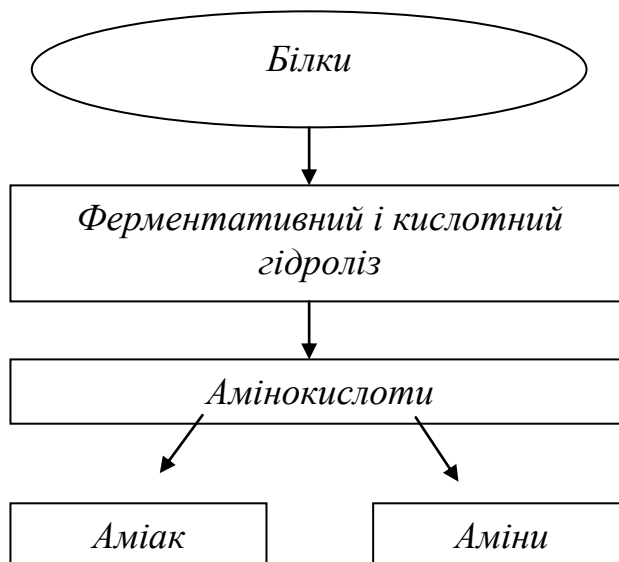 Білки
Ферментативний і кислотний
гідроліз
Амінокислоти
Аміак
Аміни